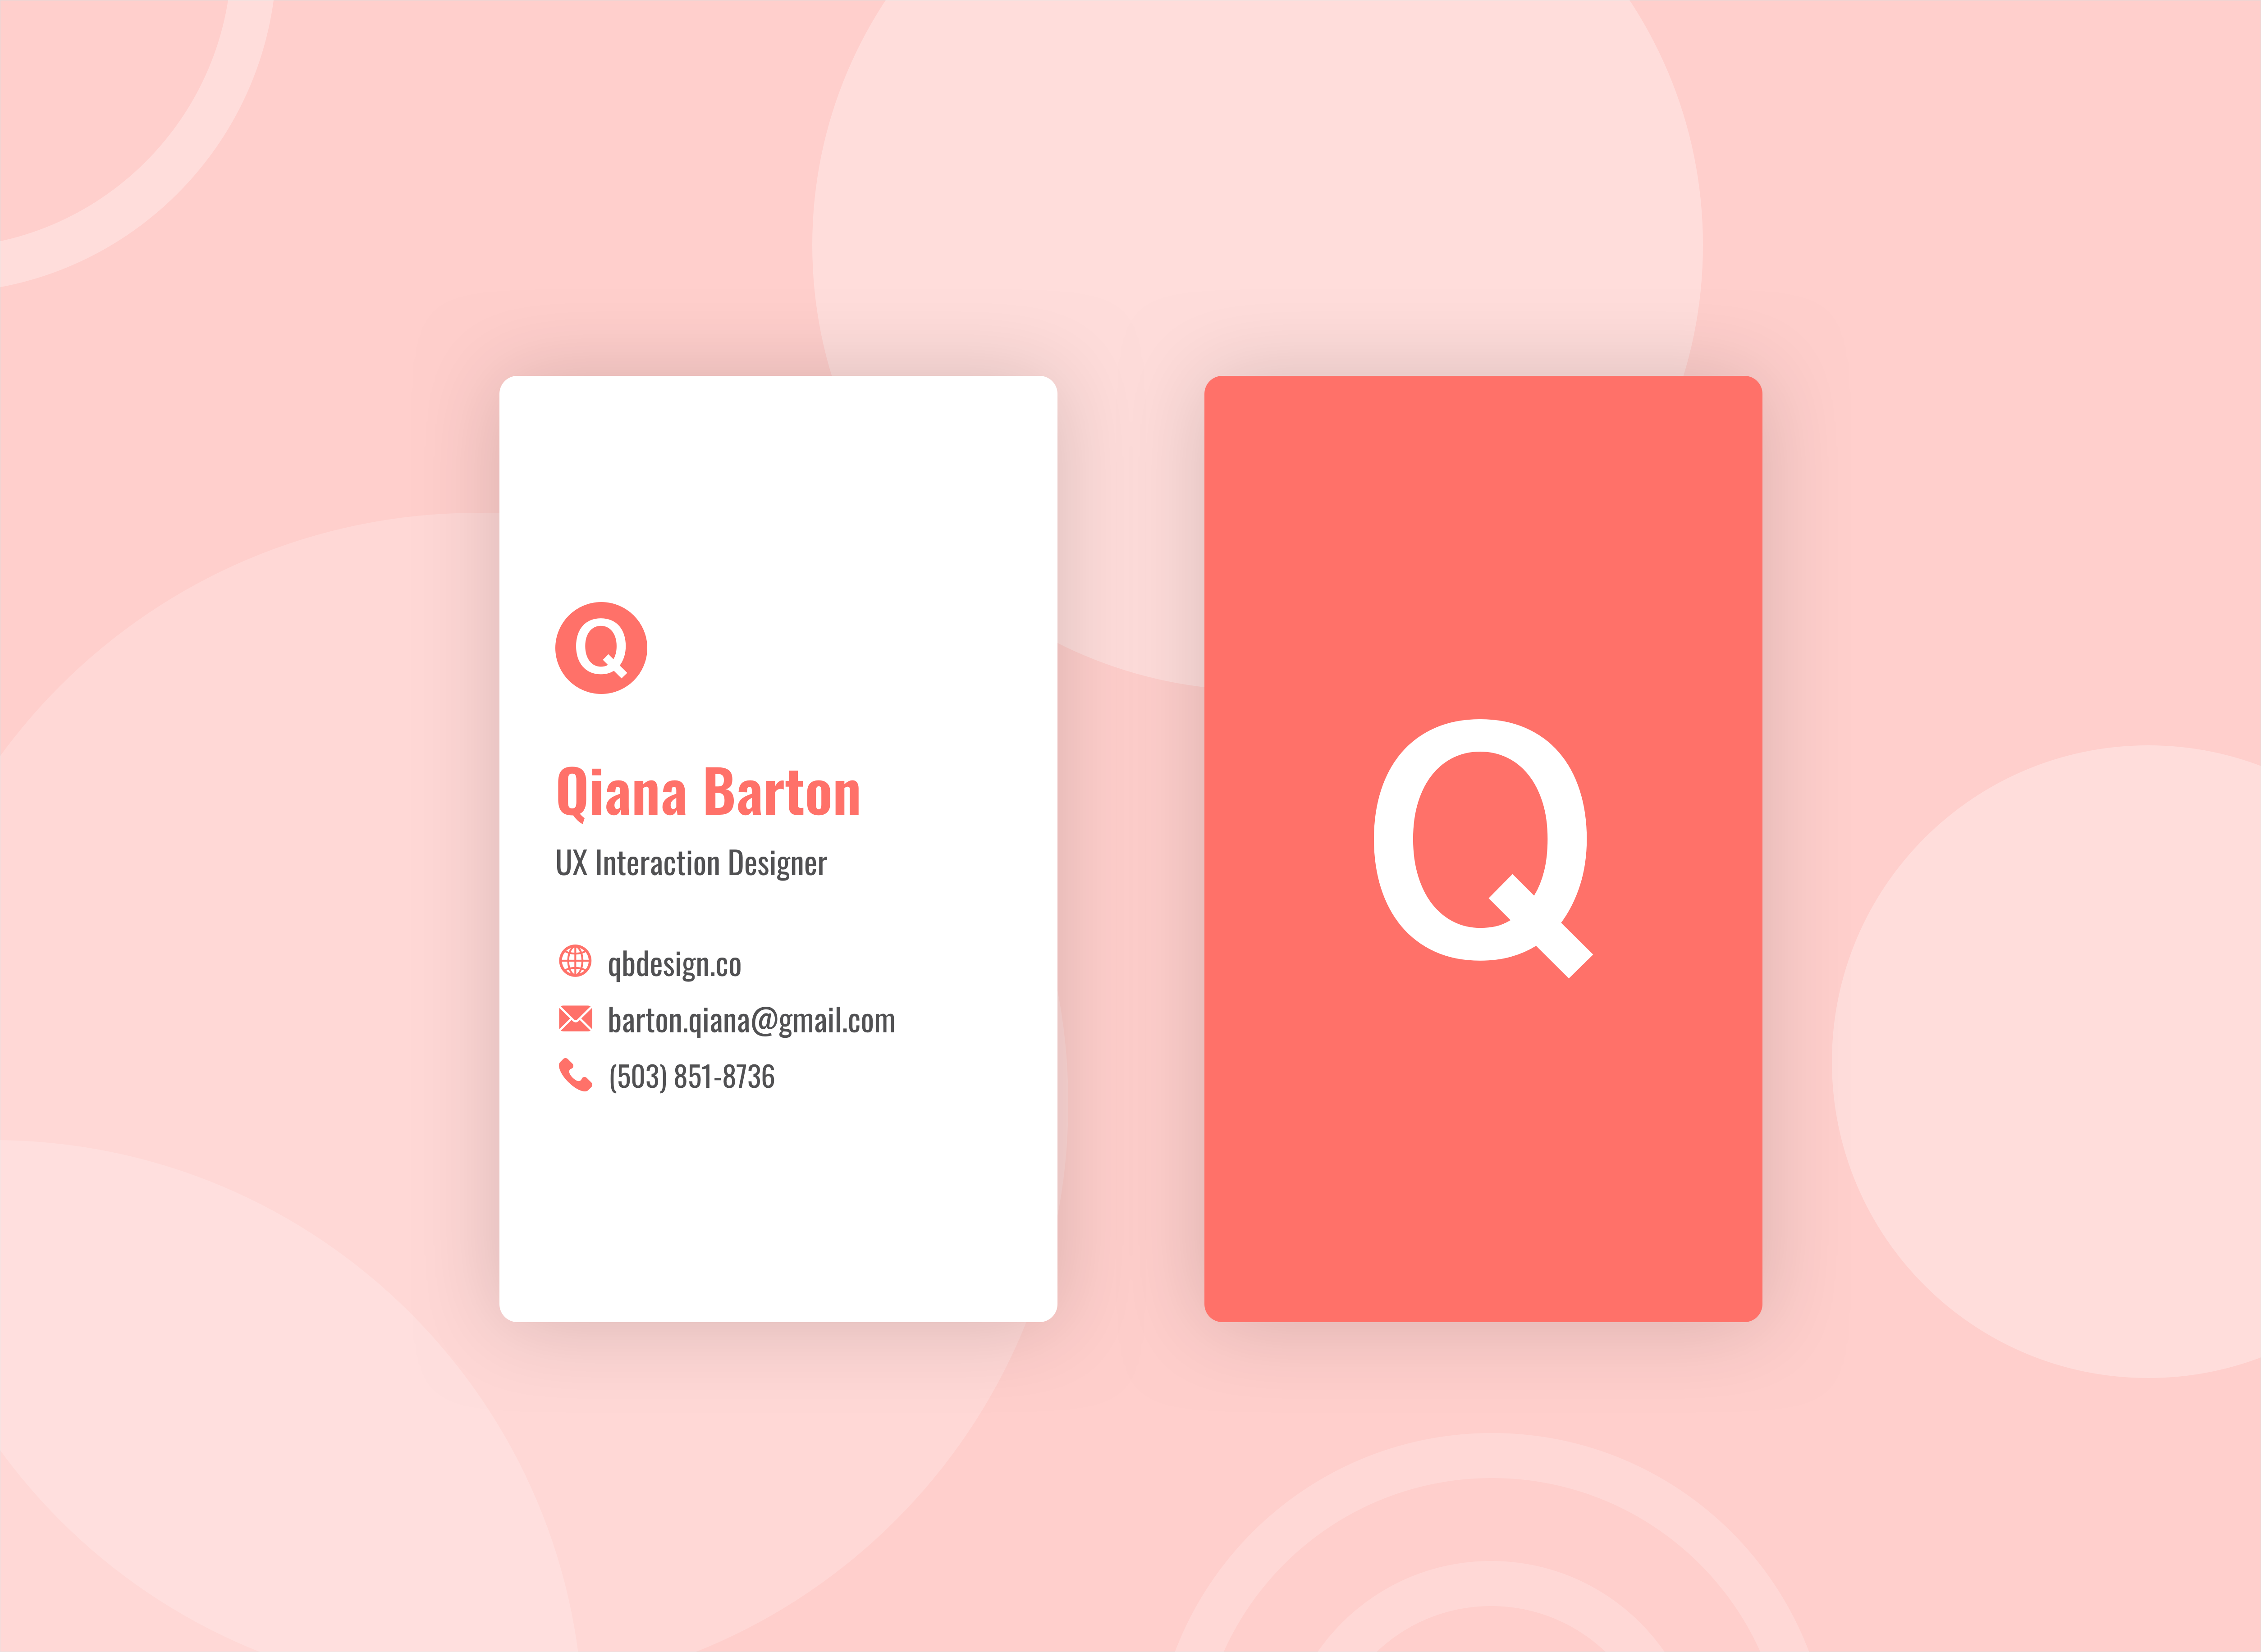 Q
Qiana Barton
UX Interaction Designer
qbdesign.co
barton.qiana@gmail.com
(503) 851-8736
Q